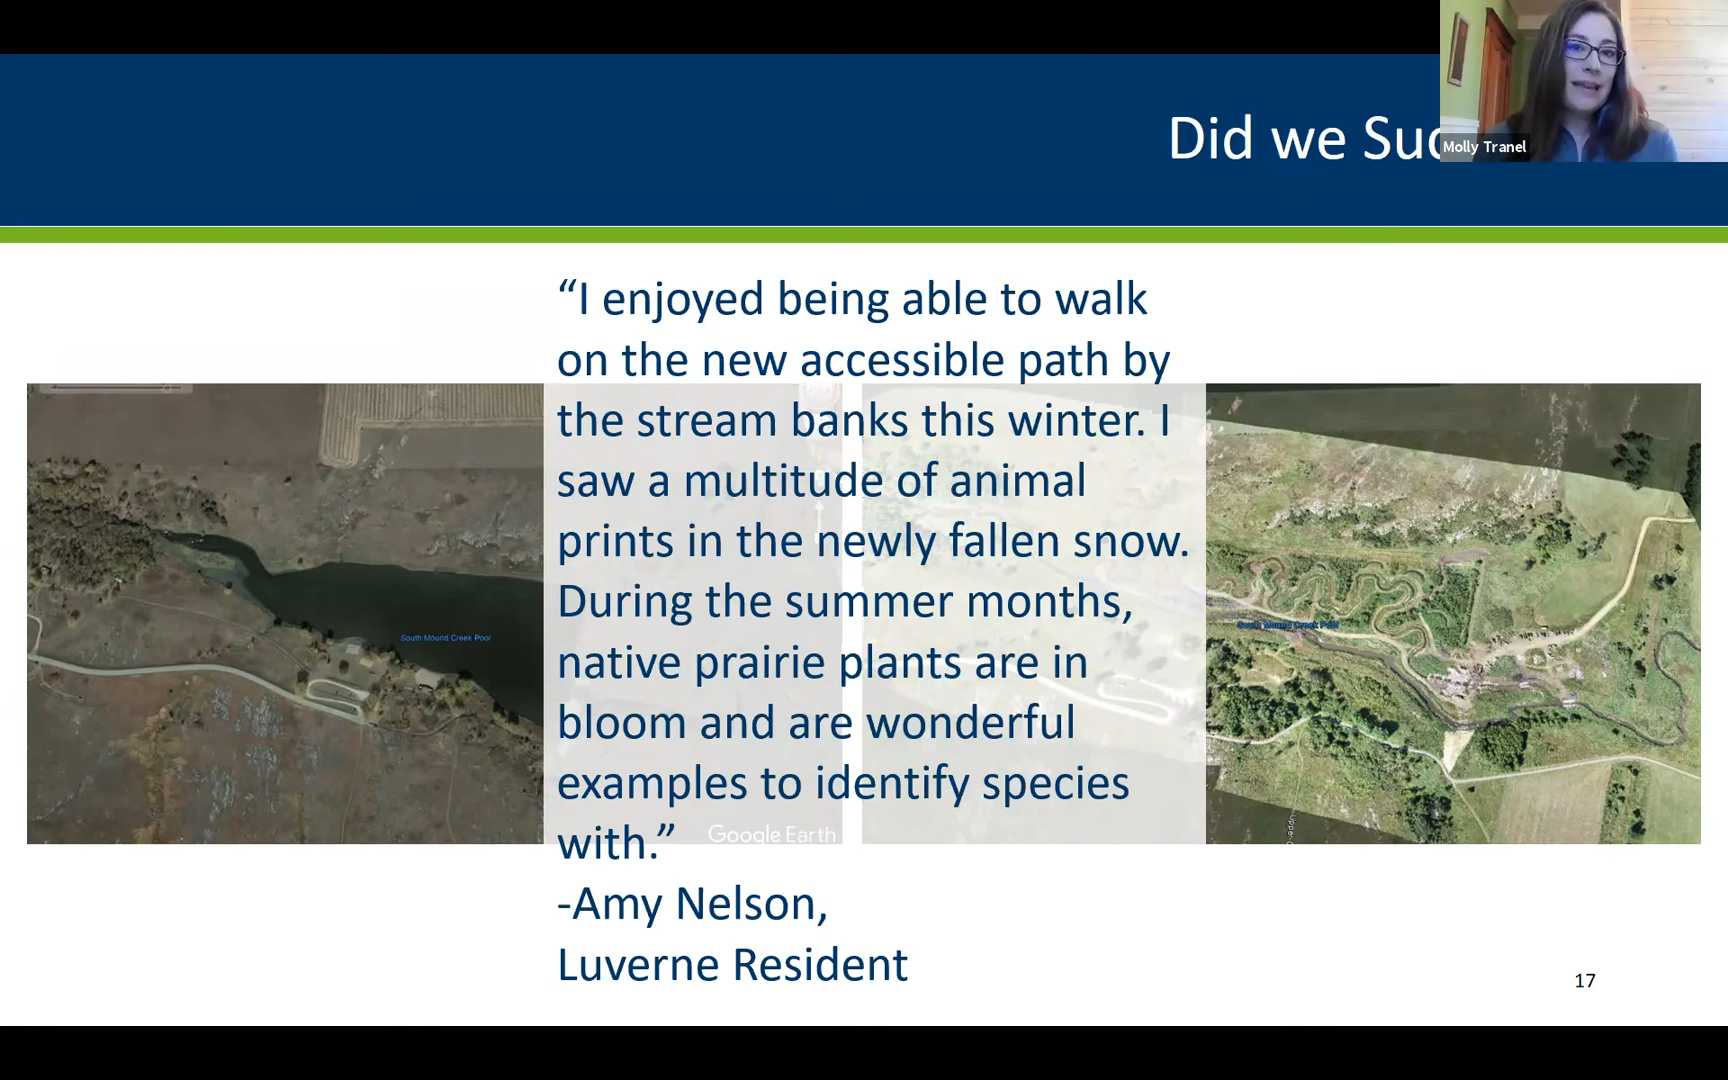 Did we Suc
Molly Tranel
“I enjoyed being able to walk
on the new accessible path by
the stream banks this winter. I
saw a multitude of animal
prints in the newly fallen snow.
During the summer months,
native prairie plants are in
bloom and are wonderful
examples to identify species
with.”
-Amy Nelson,
Luverne Resident
South Mound Creek Pool
Google Earth
South Mound Creek Pool
17